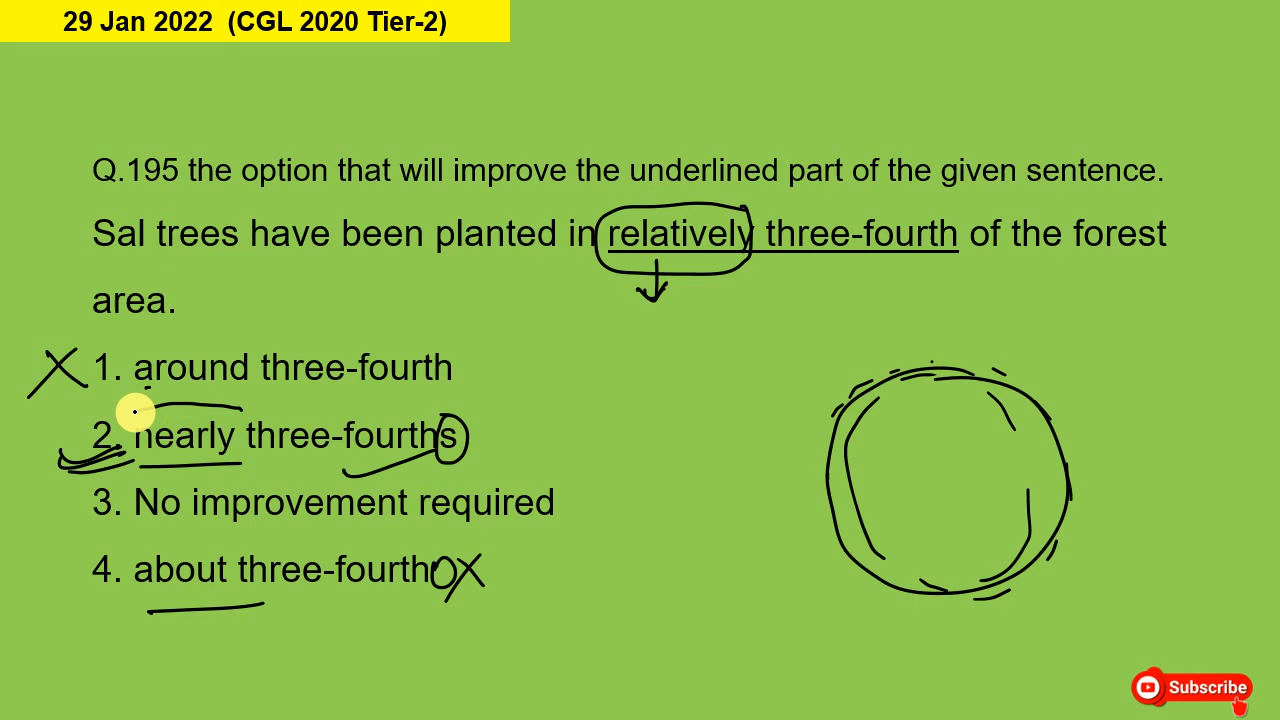 29 Jan 2022 (CGL 2020 Tier-2)
Q.195 the option that will improve the underlined part of the given sentence.
Sal trees have been planted in relatively three-fourth of the forest
area.
1. around three-fourth
2. nearly three-fourths
3. No improvement required
4. about three-fourth
Subscribe